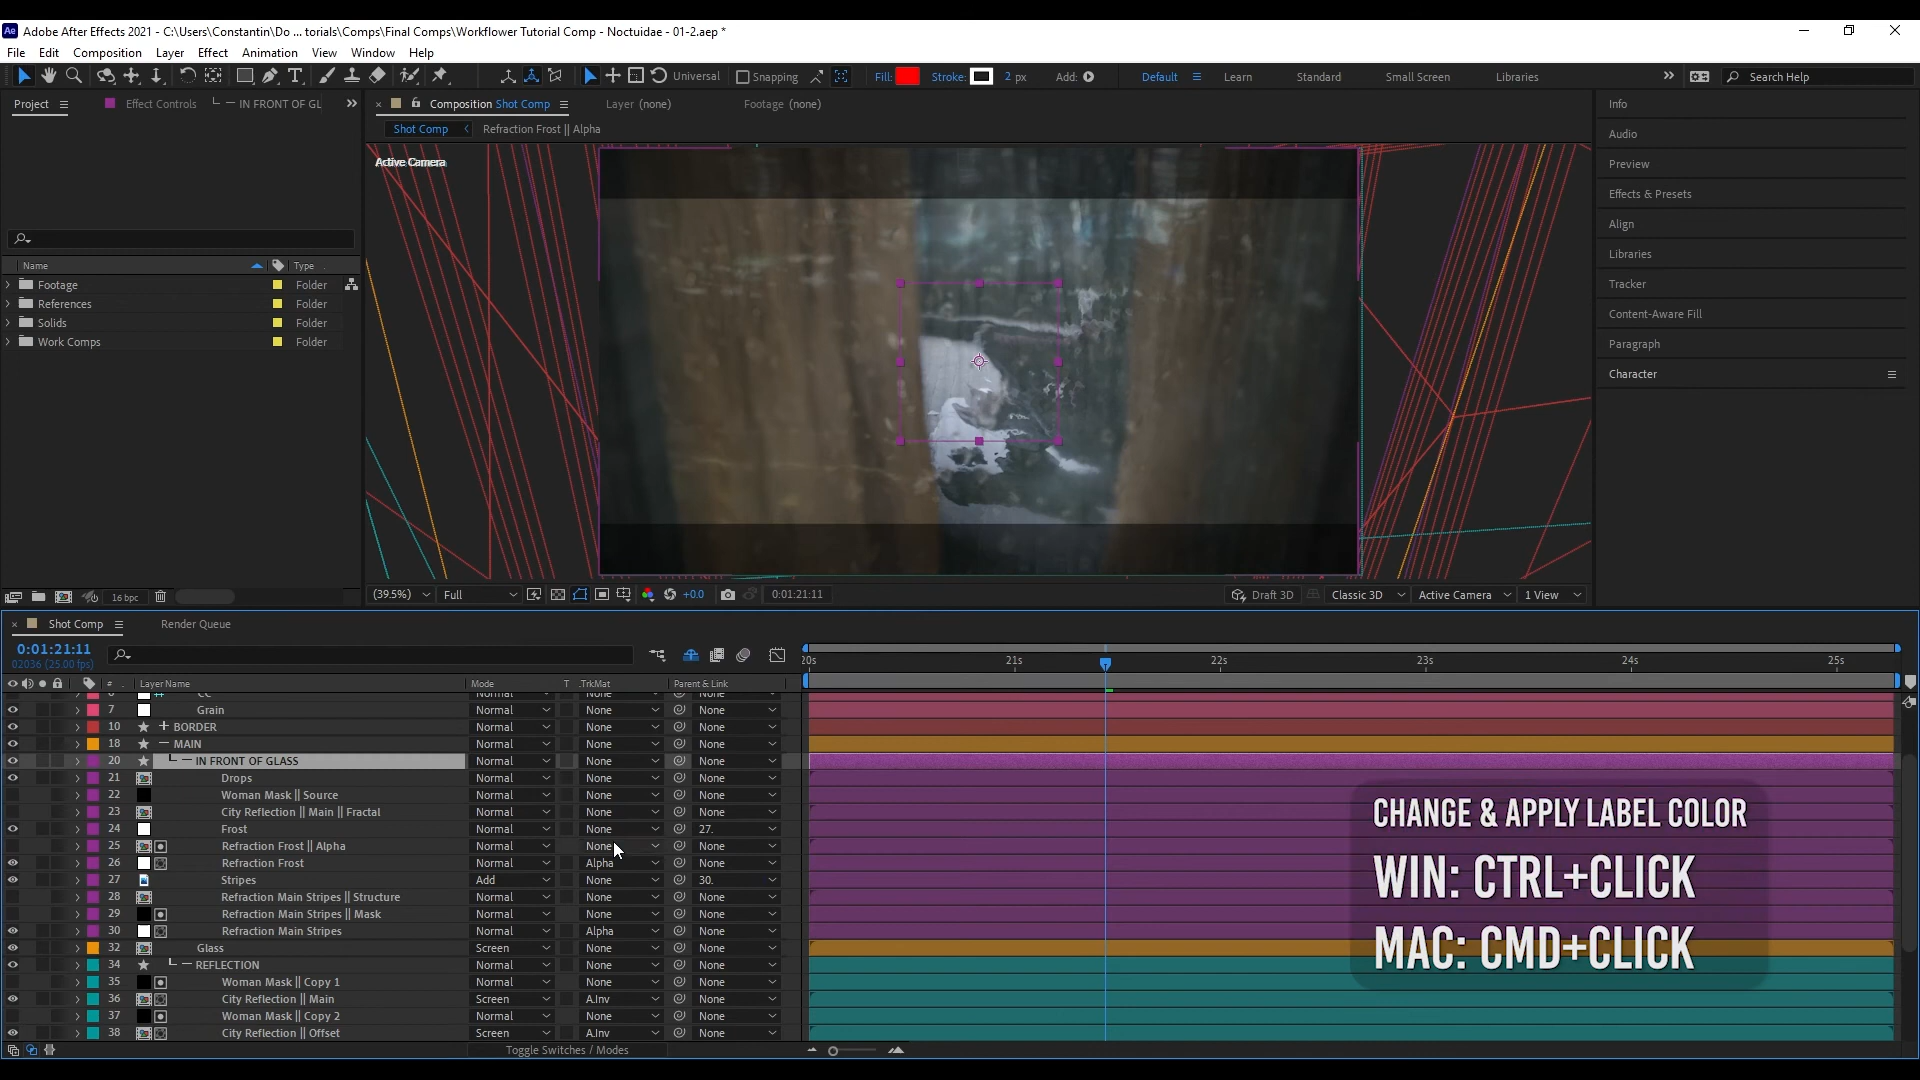 Ae Adobe After Effects 2021 - C:\Users\Constantin\Do ... torials\Comps\Final Comps\Workflower Tutorial Comp - Noctuidae - 01-2.aep *
File Edit Composition Layer Effect Animation View Window Help
Universal Snapping Fill: Stroke: 2 px Add: Default Learn Standard Small Screen Libraries Search Help
Project Effect Controls IN FRONT OF GL Composition Shot Comp Layer (none) Footage (none) Info
Shot Comp Refraction Frost || Alpha
Audio
Active Camera
Preview
Effects & Presets
Align
Libraries
Name Type
Footage Folder
Tracker
References Folder
Content-Aware Fill
Solids Folder
Work Comps Folder
Paragraph
Character
16 bpc (39.5%) Full +0.0 0:01:21:11 Draft 3D Classic 3D Active Camera 1 View
Shot Comp Render Queue
0:01:21:11
02036 (25.00 fps)
20s 21s 22s 23s 24s 25s
# Layer Name Mode T .TrkMat Parent & Link
CC Normal None None
7 Grain Normal None None
10 BORDER Normal None None
18 MAIN Normal None None
20 IN FRONT OF GLASS Normal None None
21 Drops Normal None None
22 Woman Mask || Source Normal None None
23 City Reflection || Main || Fractal Normal None None
24 Frost Normal None 27.
25 Refraction Frost || Alpha Normal None None
26 Refraction Frost Normal Alpha None
27 Stripes Add None 30.
28 Refraction Main Stripes || Structure Normal None None
29 Refraction Main Stripes || Mask Normal None None
30 Refraction Main Stripes Normal Alpha None
32 Glass Screen None None
34 REFLECTION Normal None None
35 Woman Mask || Copy 1 Normal None None
36 City Reflection || Main Screen A.Inv None
37 Woman Mask || Copy 2 Normal None None
38 City Reflection || Offset Screen A.Inv None
Toggle Switches / Modes
CHANGE & APPLY LABEL COLOR
WIN: CTRL+CLICK
MAC: CMD+CLICK